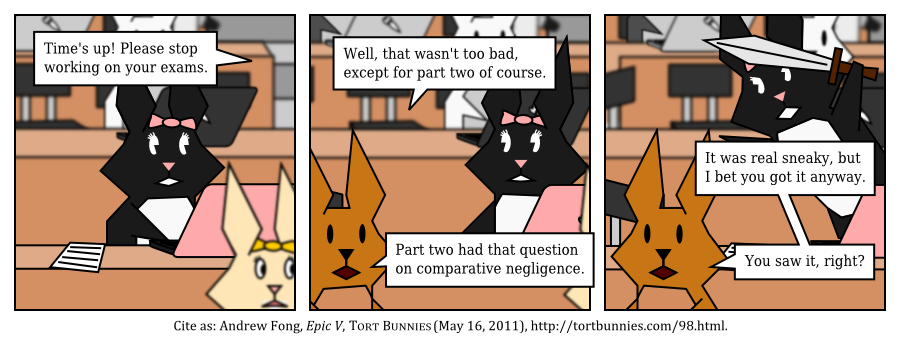 Time's up! Please stop
working on your exams.
Well, that wasn't too bad,
except for part two of course.
Part two had that question
on comparative negligence.
It was real sneaky, but
I bet you got it anyway.
You saw it, right?
Cite as: Andrew Fong, Epic V, TORT BUNNIES (May 16, 2011), http://tortbunnies.com/98.html.